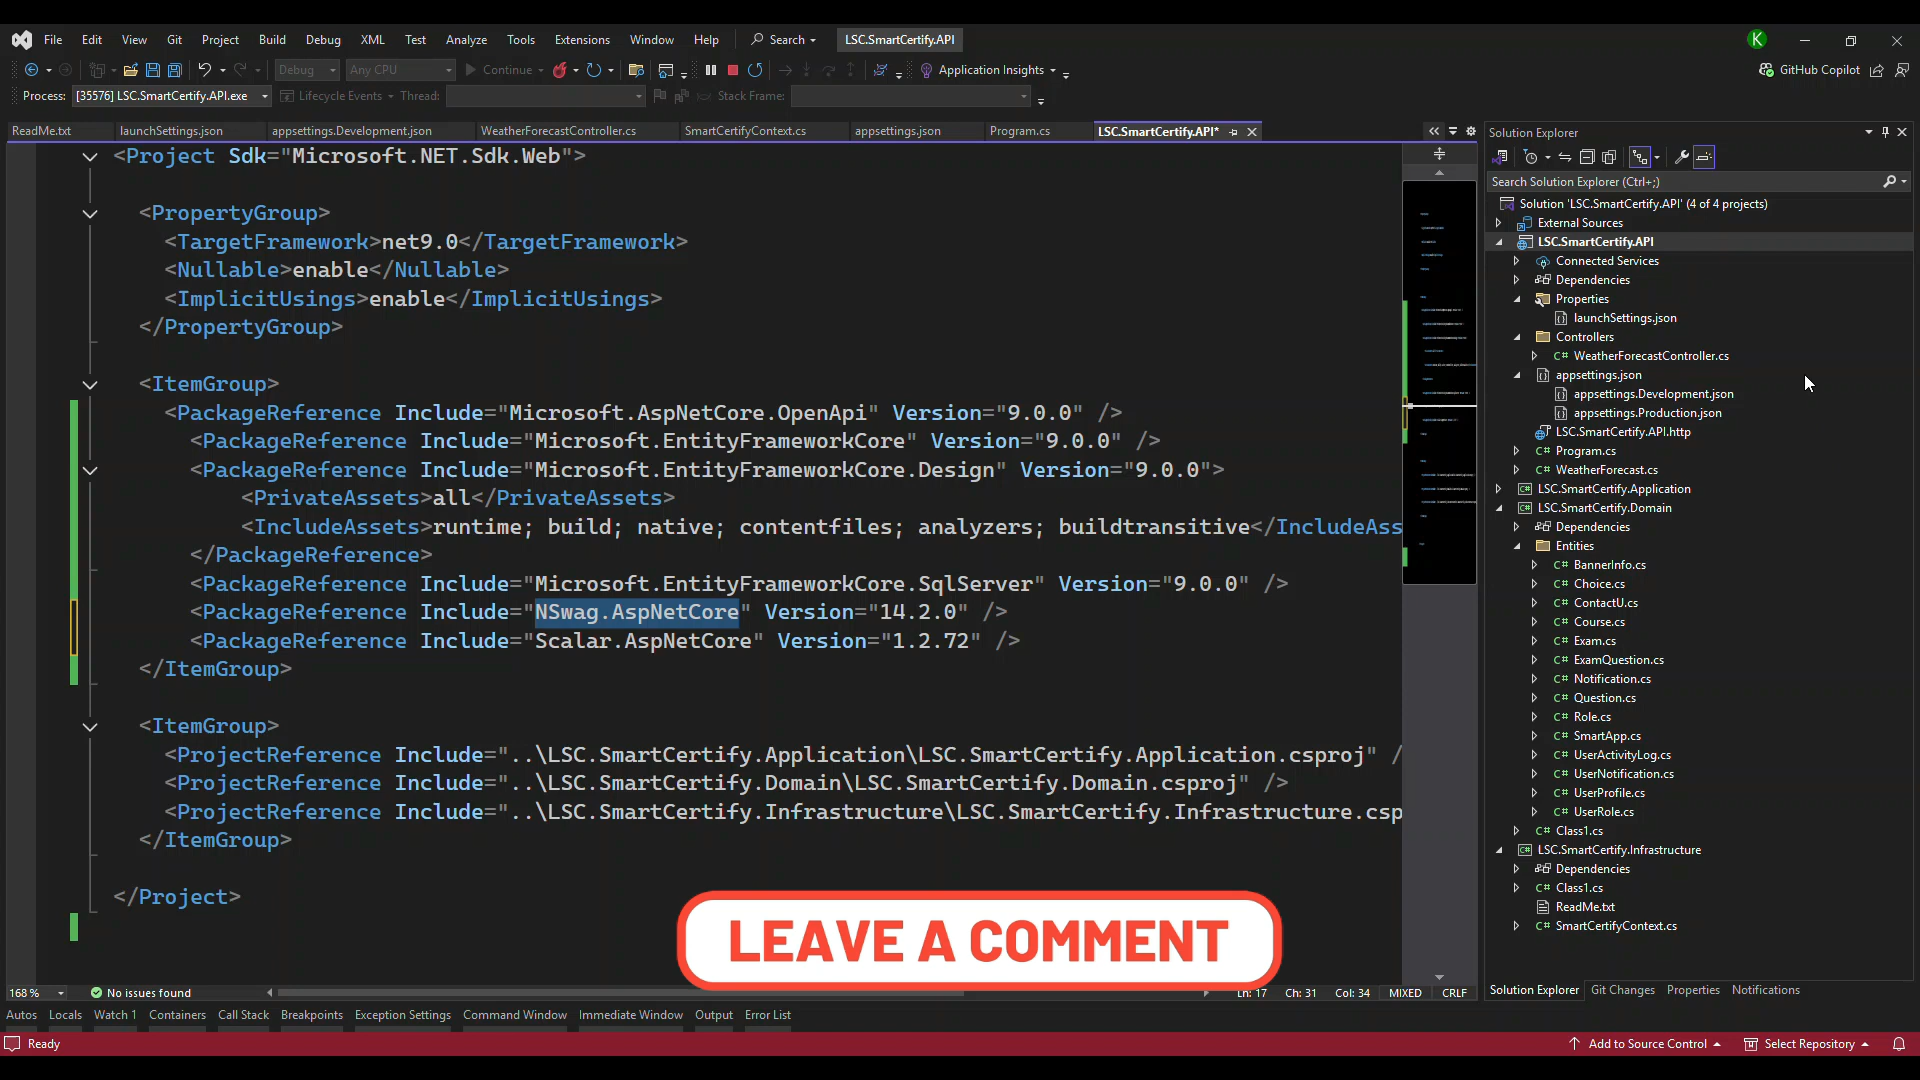 File Edit View Git Project Build Debug XML Test Analyze Tools Extensions Window Help Search LSC.SmartCertify.API K
Debug Any CPU Continue Application Insights GitHub Copilot
Process: [35576] LSC.SmartCertify.API.exe Lifecycle Events Thread: Stack Frame:
ReadMe.txt launchSettings.json appsettings.Development.json WeatherForecastController.cs SmartCertifyContext.cs appsettings.json Program.cs LSC.SmartCertify.API*
<Project Sdk="Microsoft.NET.Sdk.Web">
<PropertyGroup>
<TargetFramework>net9.0</TargetFramework>
<Nullable>enable</Nullable>
<ImplicitUsings>enable</ImplicitUsings>
</PropertyGroup>
<ItemGroup>
<PackageReference Include="Microsoft.AspNetCore.OpenApi" Version="9.0.0" />
<PackageReference Include="Microsoft.EntityFrameworkCore" Version="9.0.0" />
<PackageReference Include="Microsoft.EntityFrameworkCore.Design" Version="9.0.0">
<PrivateAssets>all</PrivateAssets>
<IncludeAssets>runtime; build; native; contentfiles; analyzers; buildtransitive</IncludeAss
</PackageReference>
<PackageReference Include="Microsoft.EntityFrameworkCore.SqlServer" Version="9.0.0" />
<PackageReference Include="NSwag.AspNetCore" Version="14.2.0" />
<PackageReference Include="Scalar.AspNetCore" Version="1.2.72" />
</ItemGroup>
<ItemGroup>
<ProjectReference Include="..\LSC.SmartCertify.Application\LSC.SmartCertify.Application.csproj" /
<ProjectReference Include="..\LSC.SmartCertify.Domain\LSC.SmartCertify.Domain.csproj" />
<ProjectReference Include="..\LSC.SmartCertify.Infrastructure\LSC.SmartCertify.Infrastructure.csp
</ItemGroup>
</Project>
LEAVE A COMMENT
168 % No issues found Ln: 17 Ch: 31 Col: 34 MIXED CRLF
Solution Explorer
Search Solution Explorer (Ctrl+;)
Solution 'LSC.SmartCertify.API' (4 of 4 projects)
External Sources
LSC.SmartCertify.API
Connected Services
Dependencies
Properties
launchSettings.json
Controllers
C# WeatherForecastController.cs
appsettings.json
appsettings.Development.json
appsettings.Production.json
LSC.SmartCertify.API.http
C# Program.cs
C# WeatherForecast.cs
C# LSC.SmartCertify.Application
C# LSC.SmartCertify.Domain
Dependencies
Entities
C# BannerInfo.cs
C# Choice.cs
C# ContactU.cs
C# Course.cs
C# Exam.cs
C# ExamQuestion.cs
C# Notification.cs
C# Question.cs
C# Role.cs
C# SmartApp.cs
C# UserActivityLog.cs
C# UserNotification.cs
C# UserProfile.cs
C# UserRole.cs
C# Class1.cs
C# LSC.SmartCertify.Infrastructure
Dependencies
C# Class1.cs
ReadMe.txt
C# SmartCertifyContext.cs
Solution Explorer Git Changes Properties Notifications
Autos Locals Watch 1 Containers Call Stack Breakpoints Exception Settings Command Window Immediate Window Output Error List
Ready Add to Source Control Select Repository